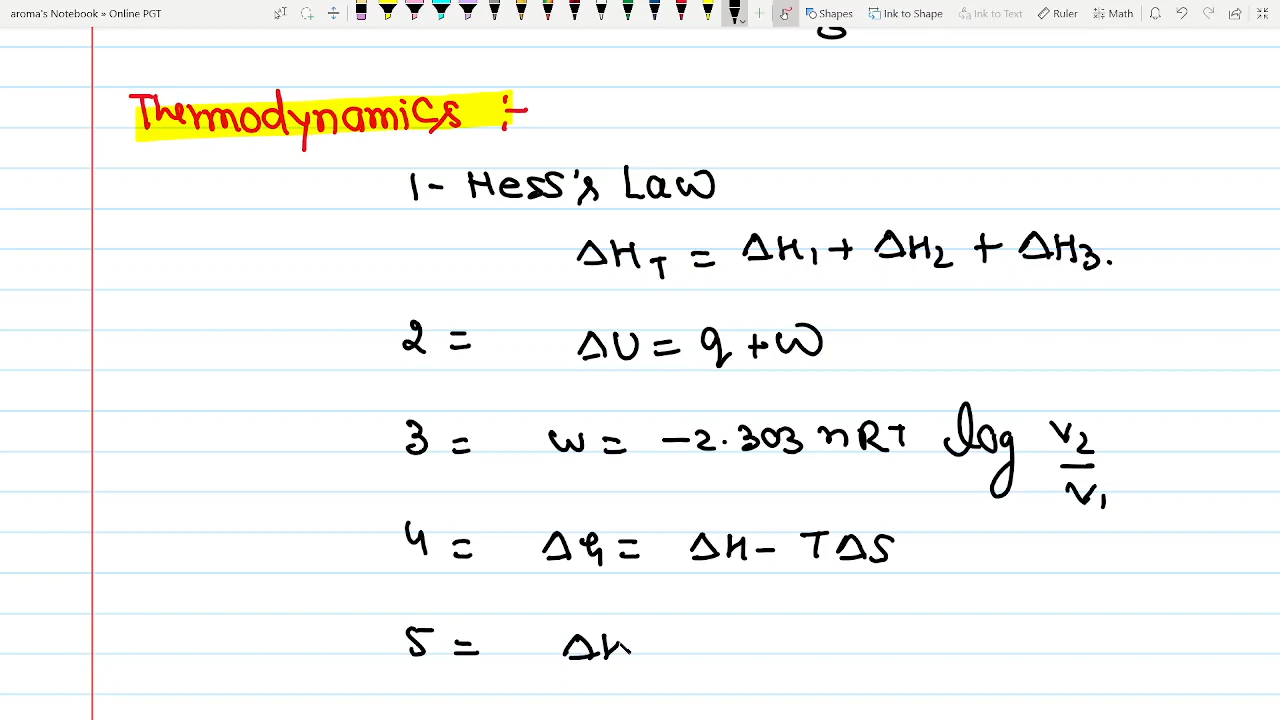 aroma's Notebook » Online PGT
Shapes Ink to Shape Ink to Text Ruler Math
Thermodynamics :-
1- Hess's Law
ΔH_T = ΔH₁ + ΔH₂ + ΔH₃.
2 = ΔU = q + W
3 = w = -2.303 nRT log V₂/V₁
4 = ΔG = ΔH - TΔS
5 = ΔH